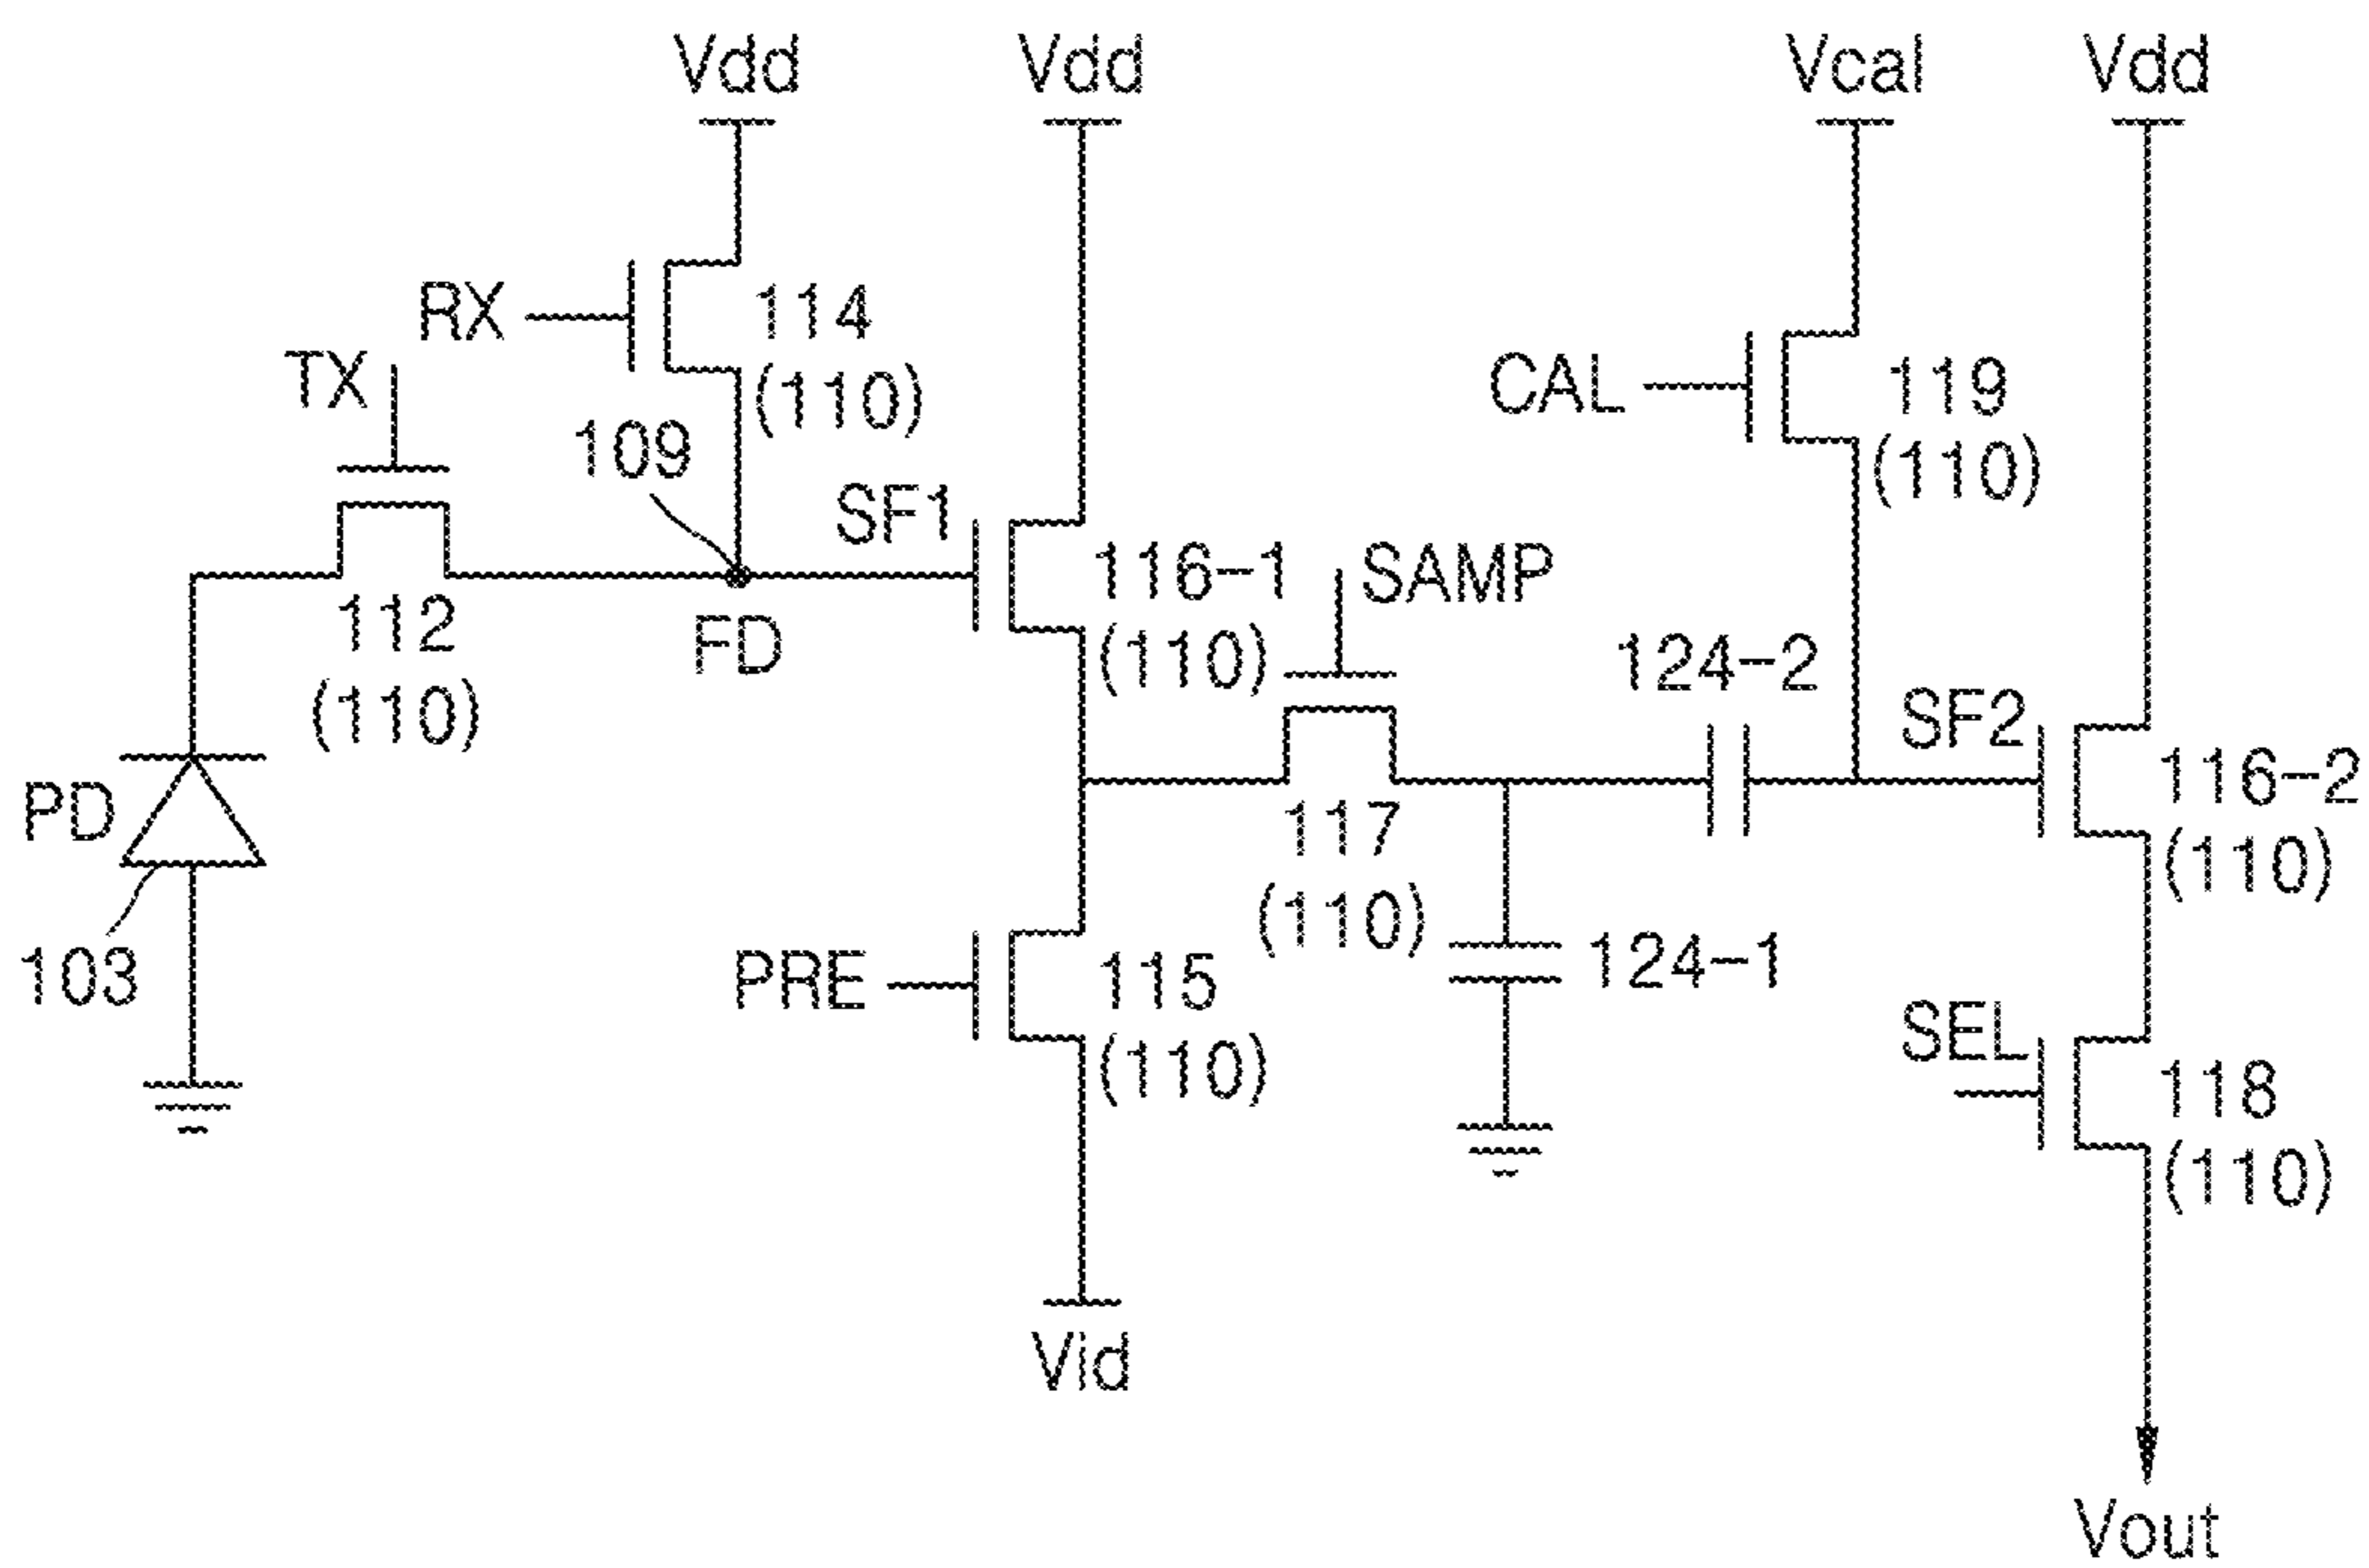 Vdd
Vdd
Vcal
Vdd
RX
114
(110)
TX
CAL
119
(110)
109
SF1
116-1
(110)
SAMP
112
(110)
FD
124-2
SF2
116-2
(110)
PD
117
(110)
103
PRE
115
(110)
124-1
SEL
118
(110)
Vid
Vout